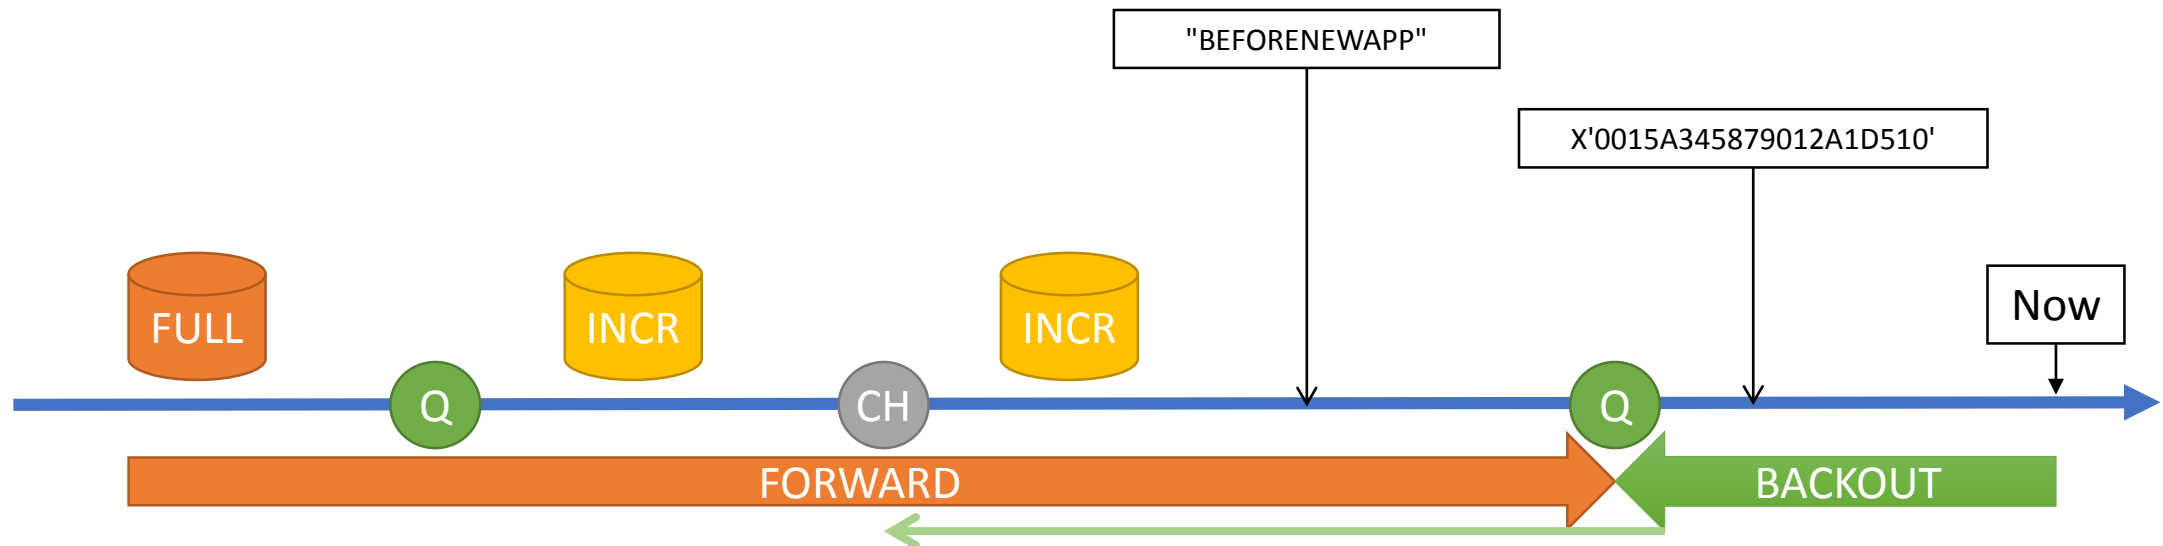 "BEFORENEWAPP"
X'0015A345879012A1D510'
Now
FULL
INCR
INCR
Q
CH
Q
FORWARD
BACKOUT